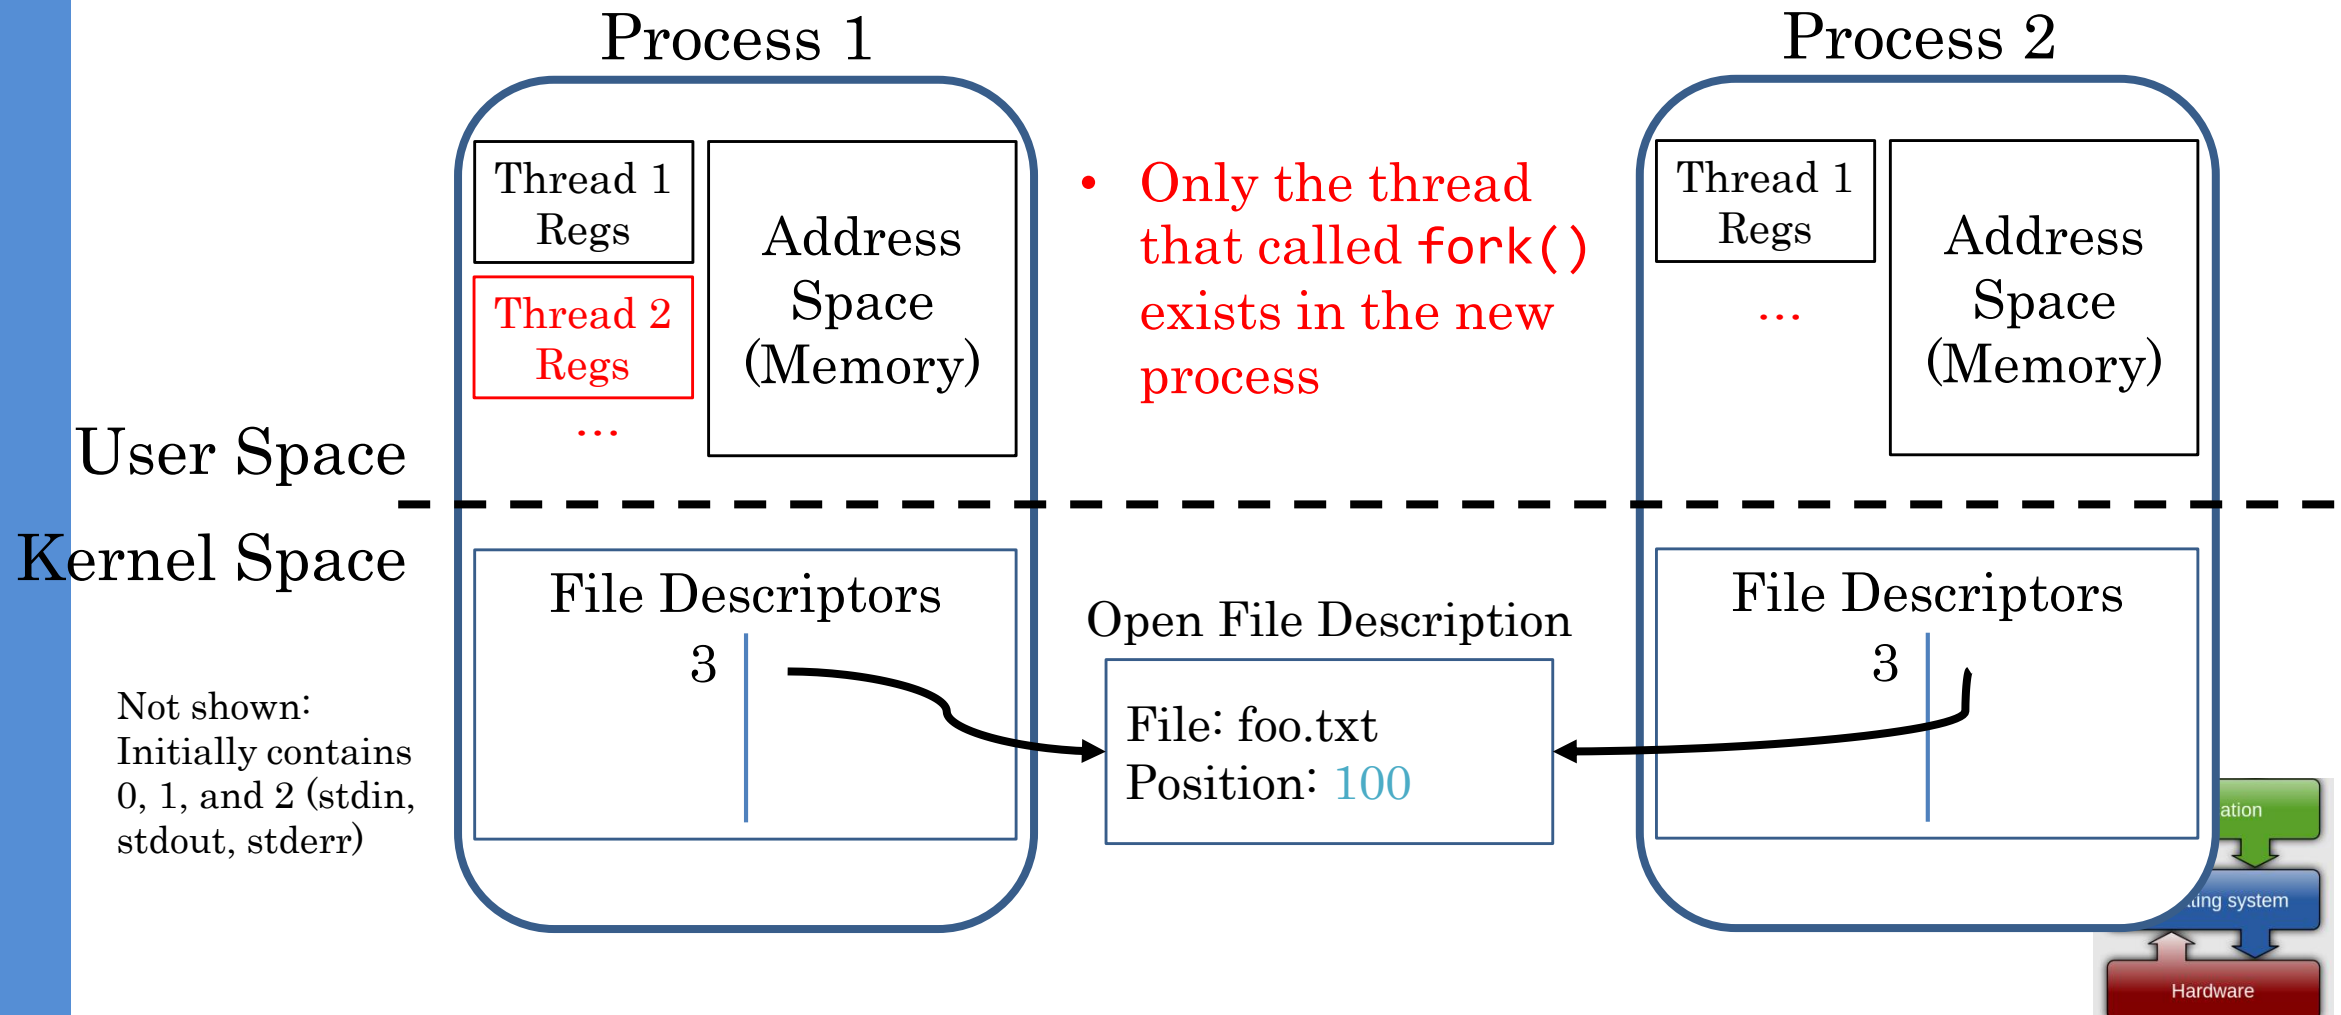 Process 1
Process 2
Thread 1
Regs
Thread 2
Regs
...
Address
Space
(Memory)
• Only the thread
that called fork()
exists in the new
process
Thread 1
Regs
...
Address
Space
(Memory)
User Space
Kernel Space
File Descriptors
3
Open File Description
File: foo.txt
Position: 100
File Descriptors
3
Not shown:
Initially contains
0, 1, and 2 (stdin,
stdout, stderr)
system
Hardware